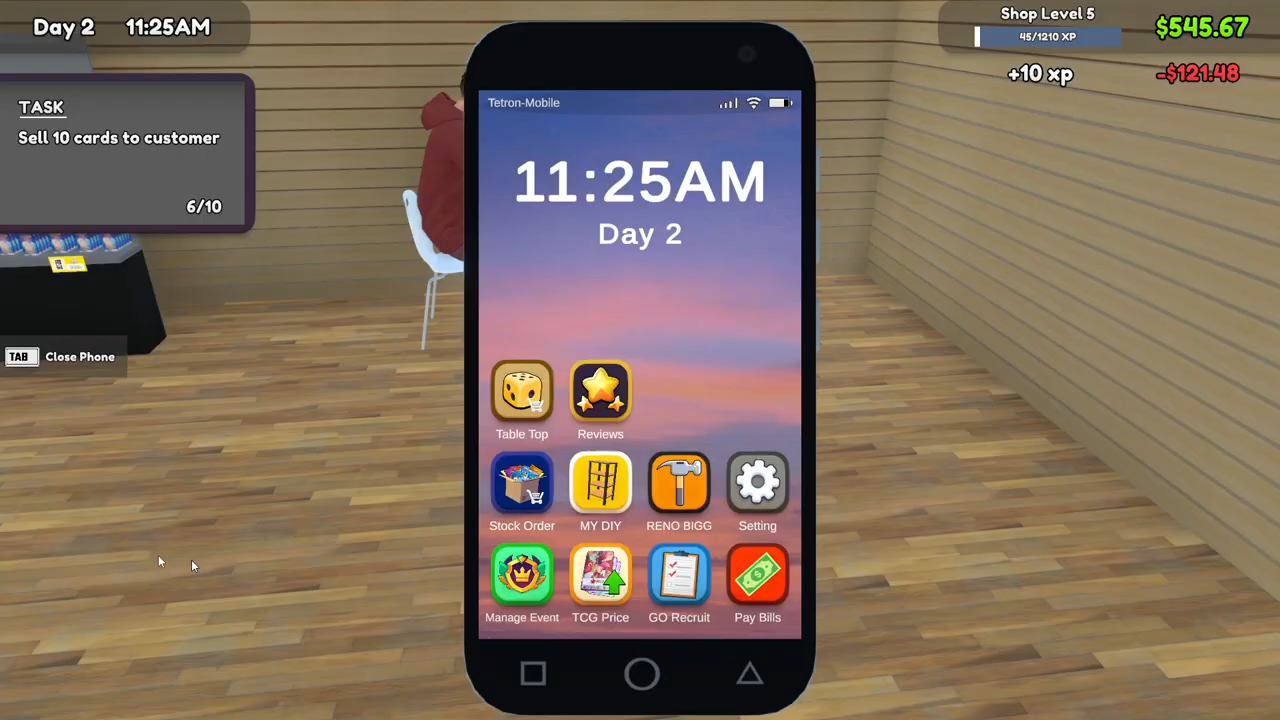 Day 2 11:25AM
Shop Level 5
45/1210 XP
$545.67
+10 xp
-$121.48
TASK
Sell 10 cards to customer
6/10
TAB Close Phone
Tetron-Mobile
11:25AM
Day 2
Table Top Reviews
Stock Order MY DIY RENO BIGG Setting
Manage Event TCG Price GO Recruit Pay Bills